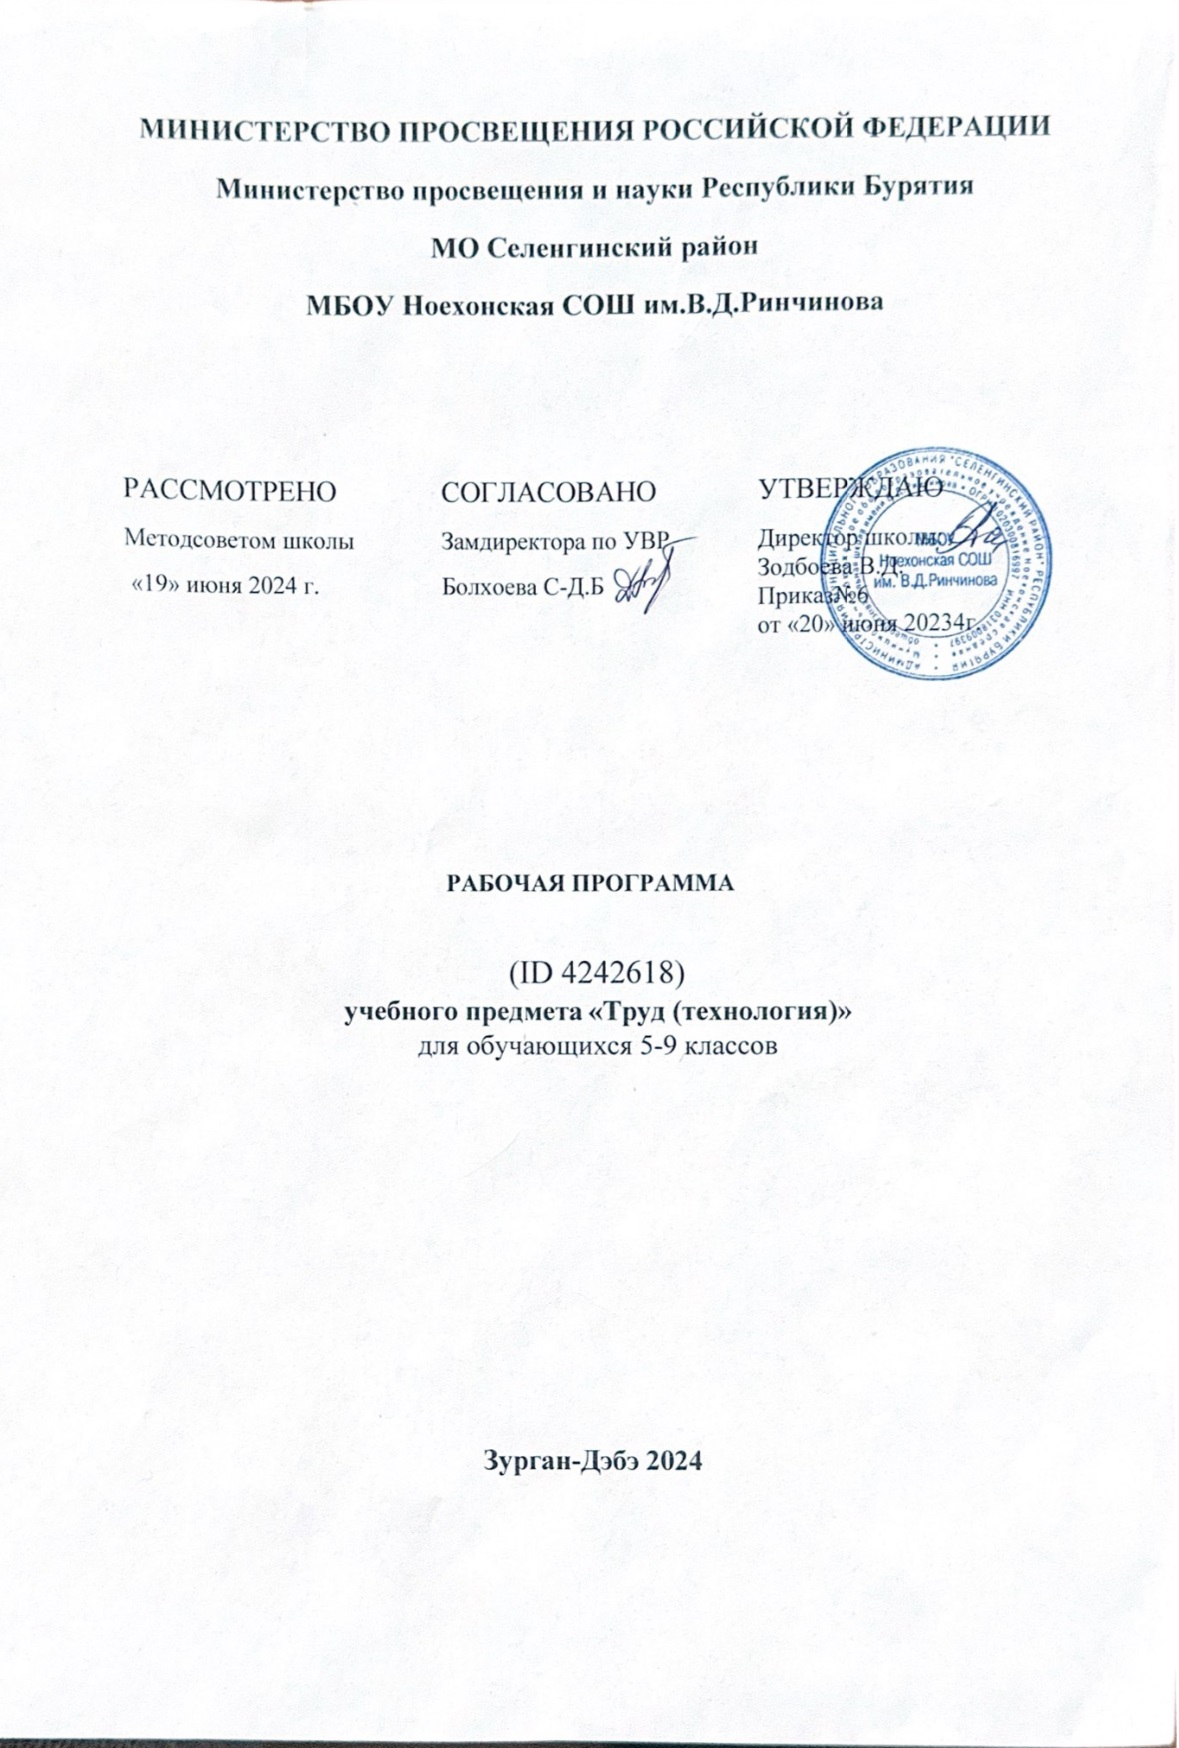 МИНИСТЕРСТВО ПРОСВЕЩЕНИЯ РОССИЙСКОЙ ФЕДЕРАЦИИ
Министерство просвещения и науки Республики Бурятия
МО Селенгинский район
МБОУ Ноехонская СОШ им.В.Д.Ринчинова
РАССМОТРЕНО
Методсоветом школы
«19» июня 2024 г.
СОГЛАСОВАНО
Замдиректора по УВР
Болхоева С-Д.Б
УТВЕРЖДАЮ
Директор школы
Зодбоева В.Д.
Приказ№6
от «20» июня 20234г.
МБОУ
Ноехонская СОШ
им. В.Д.Ринчинова
РАБОЧАЯ ПРОГРАММА
(ID 4242618)
учебного предмета «Труд (технология)»
для обучающихся 5-9 классов
Зурган-Дэбэ 2024